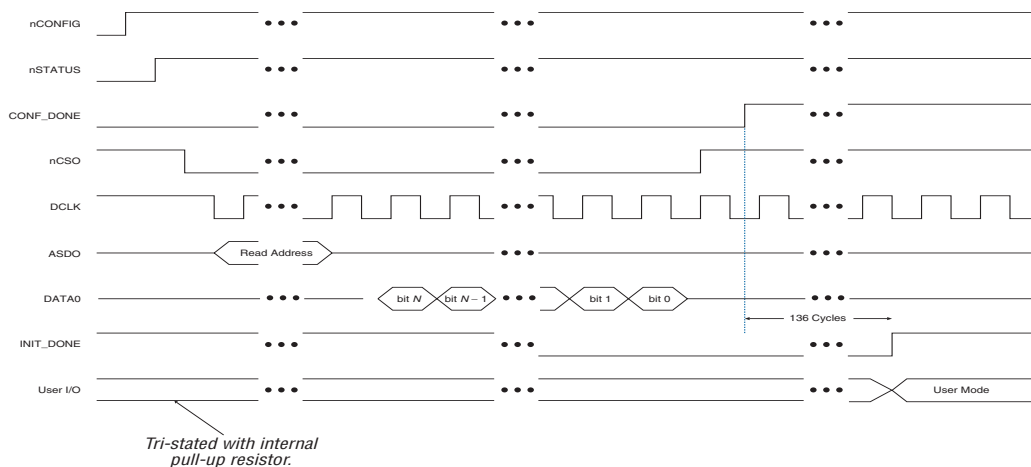 nCONFIG
nSTATUS
CONF_DONE
nCSO
DCLK
ASDO
Read Address
DATA0
bit N
bit N – 1
bit 1
bit 0
136 Cycles
INIT_DONE
User I/O
User Mode
Tri-stated with internal
pull-up resistor.